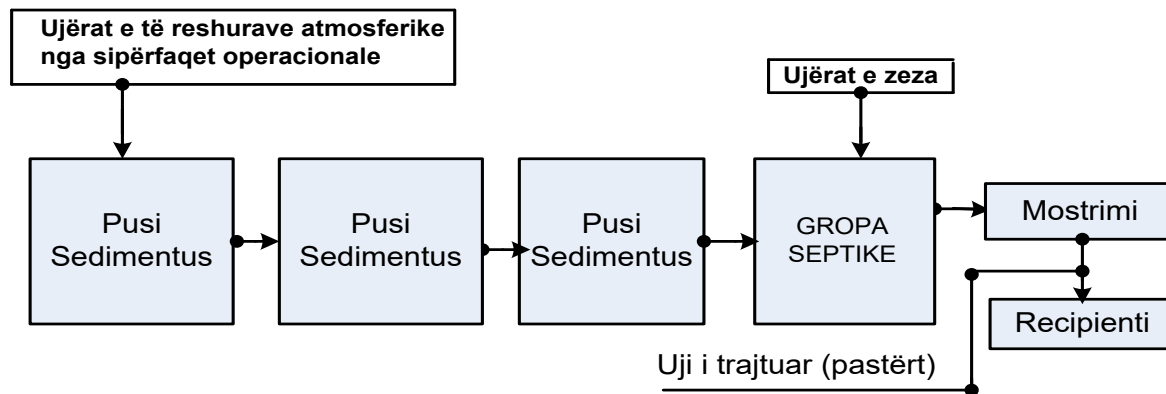 Ujërat e të reshurave atmosferike
nga sipërfaqet operacionale
Ujërat e zeza
Pusi
Sedimentus
Pusi
Sedimentus
Pusi
Sedimentus
GROPA
SEPTIKE
Mostrimi
Recipienti
Uji i trajtuar (pastërt)